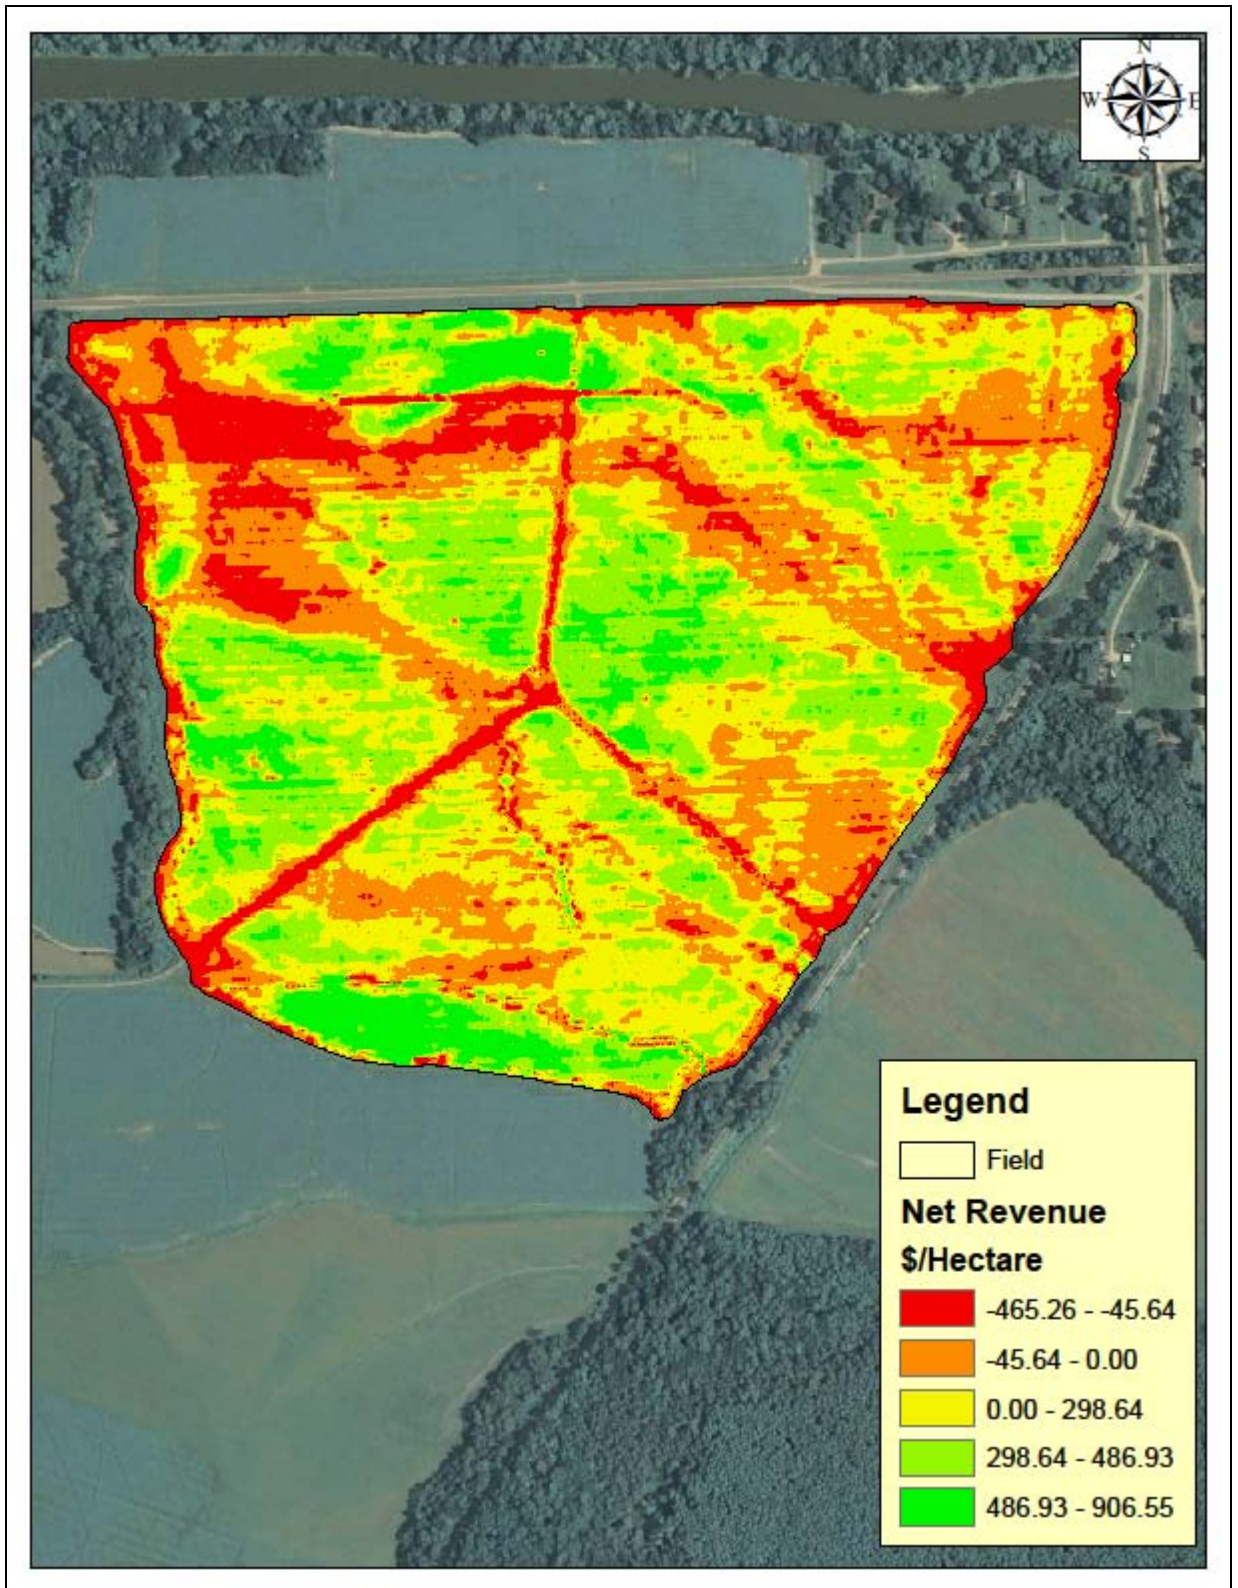 N
W E
S
Legend
Field
Net Revenue
$/Hectare
-465.26 - -45.64
-45.64 - 0.00
0.00 - 298.64
298.64 - 486.93
486.93 - 906.55